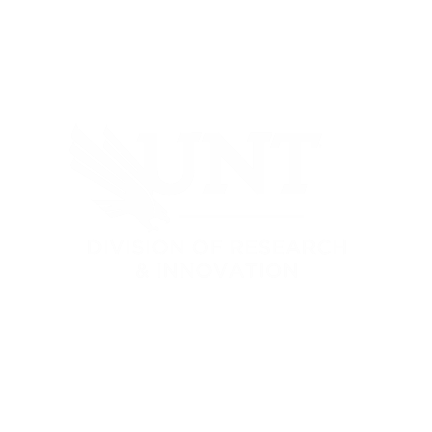 UNT
DIVISION OF RESEARCH
& INNOVATION